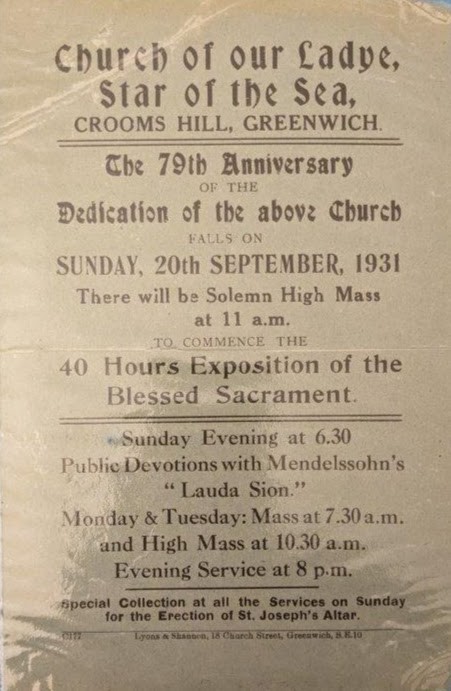 Church of our Ladye,
Star of the Sea,
CROOMS HILL, GREENWICH.
The 79th Anniversary
OF THE
Dedication of the above Church
FALLS ON
SUNDAY, 20th SEPTEMBER, 1931
There will be Solemn High Mass
at 11 a.m.
TO COMMENCE THE
40 Hours Exposition of the
Blessed Sacrament.
Sunday Evening at 6.30
Public Devotions with Mendelssohn's
“ Lauda Sion.”
Monday & Tuesday: Mass at 7.30 a.m.
and High Mass at 10.30 a.m.
Evening Service at 8 p.m.
Special Collection at all the Services on Sunday
for the Erection of St. Joseph's Altar.
Lyons & Shannon, 18 Church Street, Greenwich, S.E.10